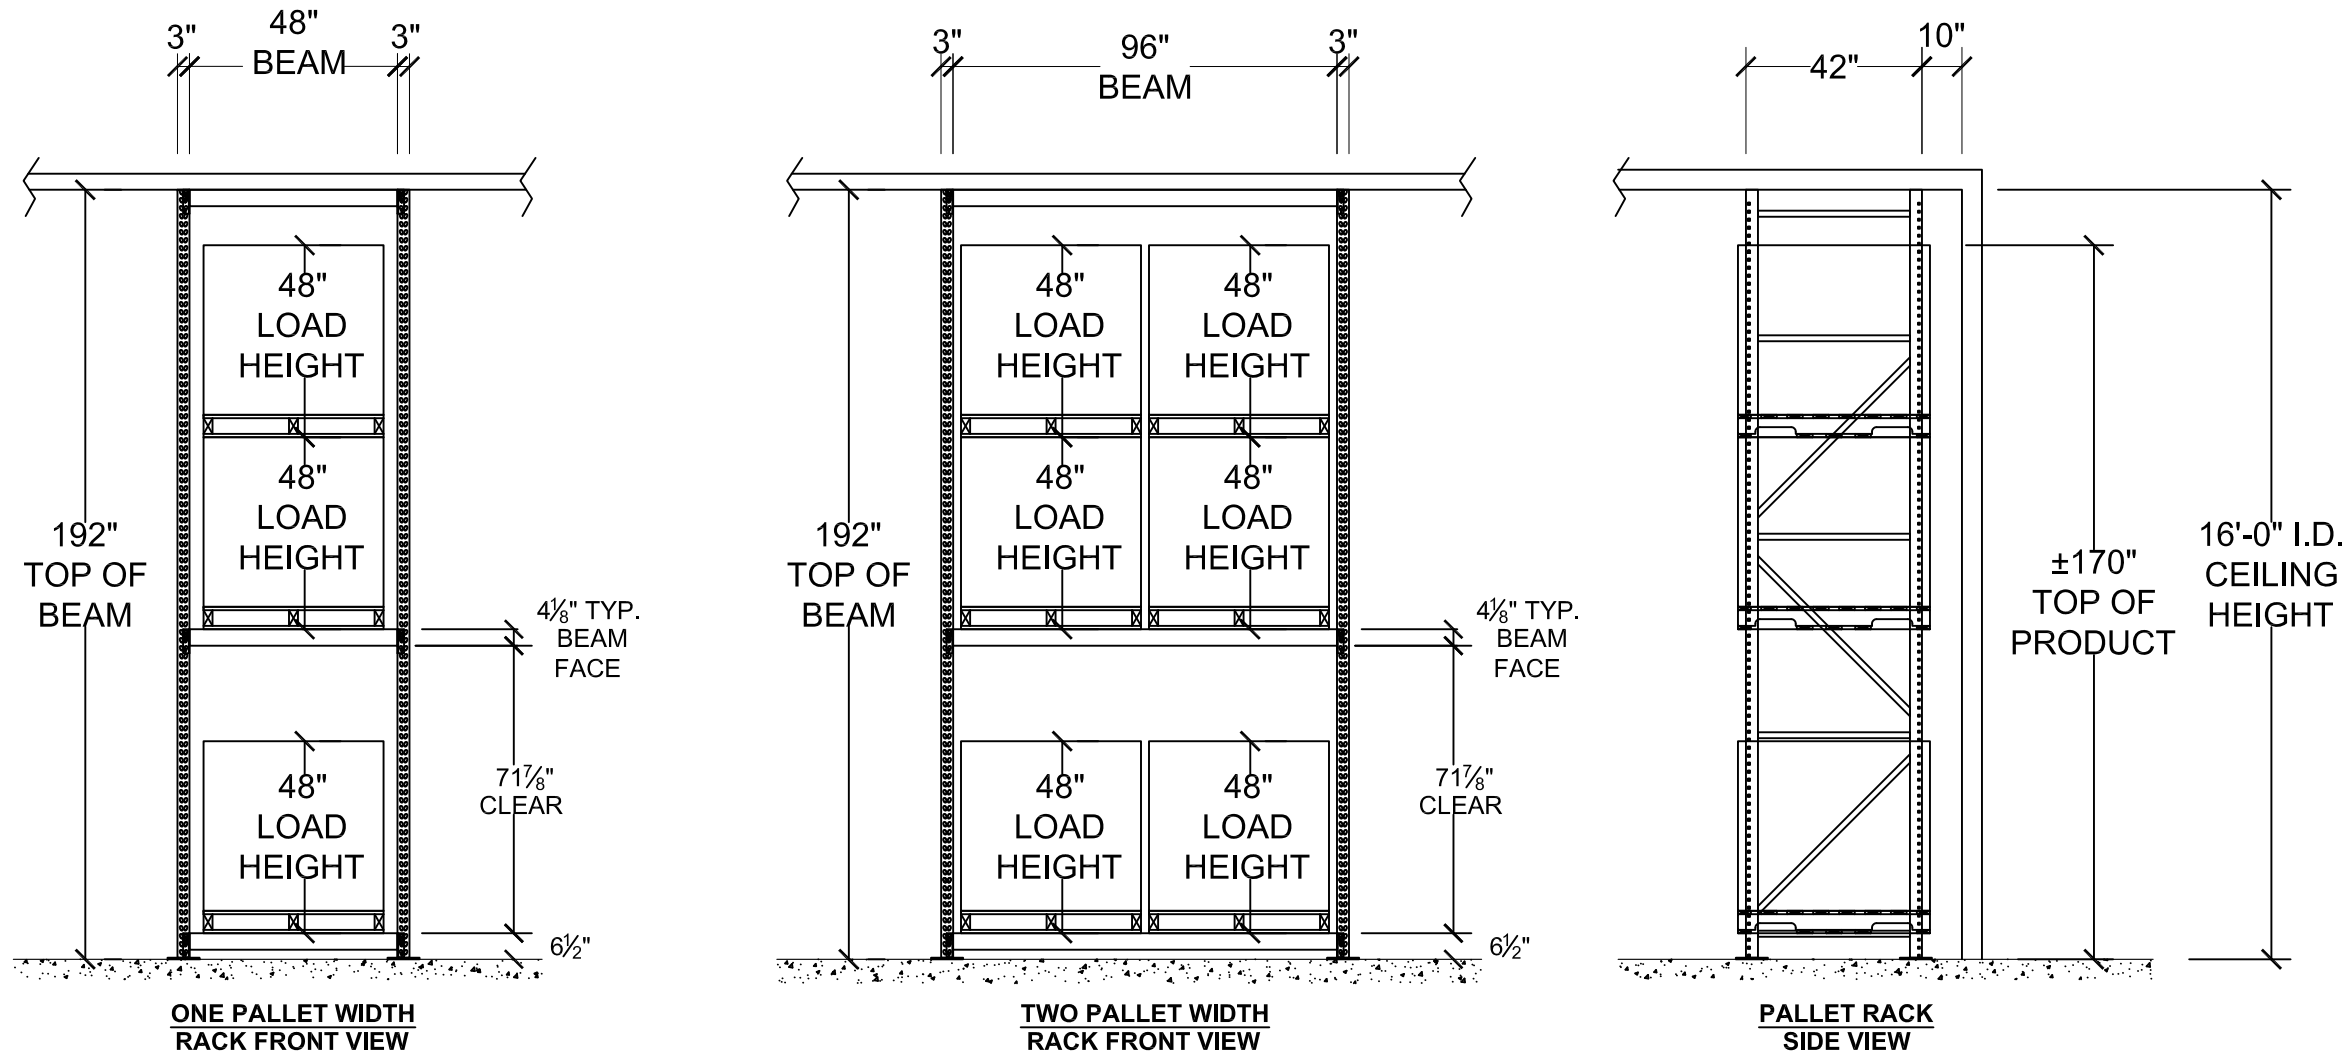 3"
48"
BEAM
3"
192"
TOP OF
BEAM
48"
LOAD
HEIGHT
48"
LOAD
HEIGHT
48"
LOAD
HEIGHT
4⅛" TYP.
BEAM
FACE
71⅞"
CLEAR
6½"
ONE PALLET WIDTH
RACK FRONT VIEW
3"
96"
BEAM
3"
192"
TOP OF
BEAM
48"
LOAD
HEIGHT
48"
LOAD
HEIGHT
48"
LOAD
HEIGHT
48"
LOAD
HEIGHT
48"
LOAD
HEIGHT
48"
LOAD
HEIGHT
4⅛" TYP.
BEAM
FACE
71⅞"
CLEAR
6½"
TWO PALLET WIDTH
RACK FRONT VIEW
42"
10"
±170"
TOP OF
PRODUCT
16'-0" I.D.
CEILING
HEIGHT
PALLET RACK
SIDE VIEW